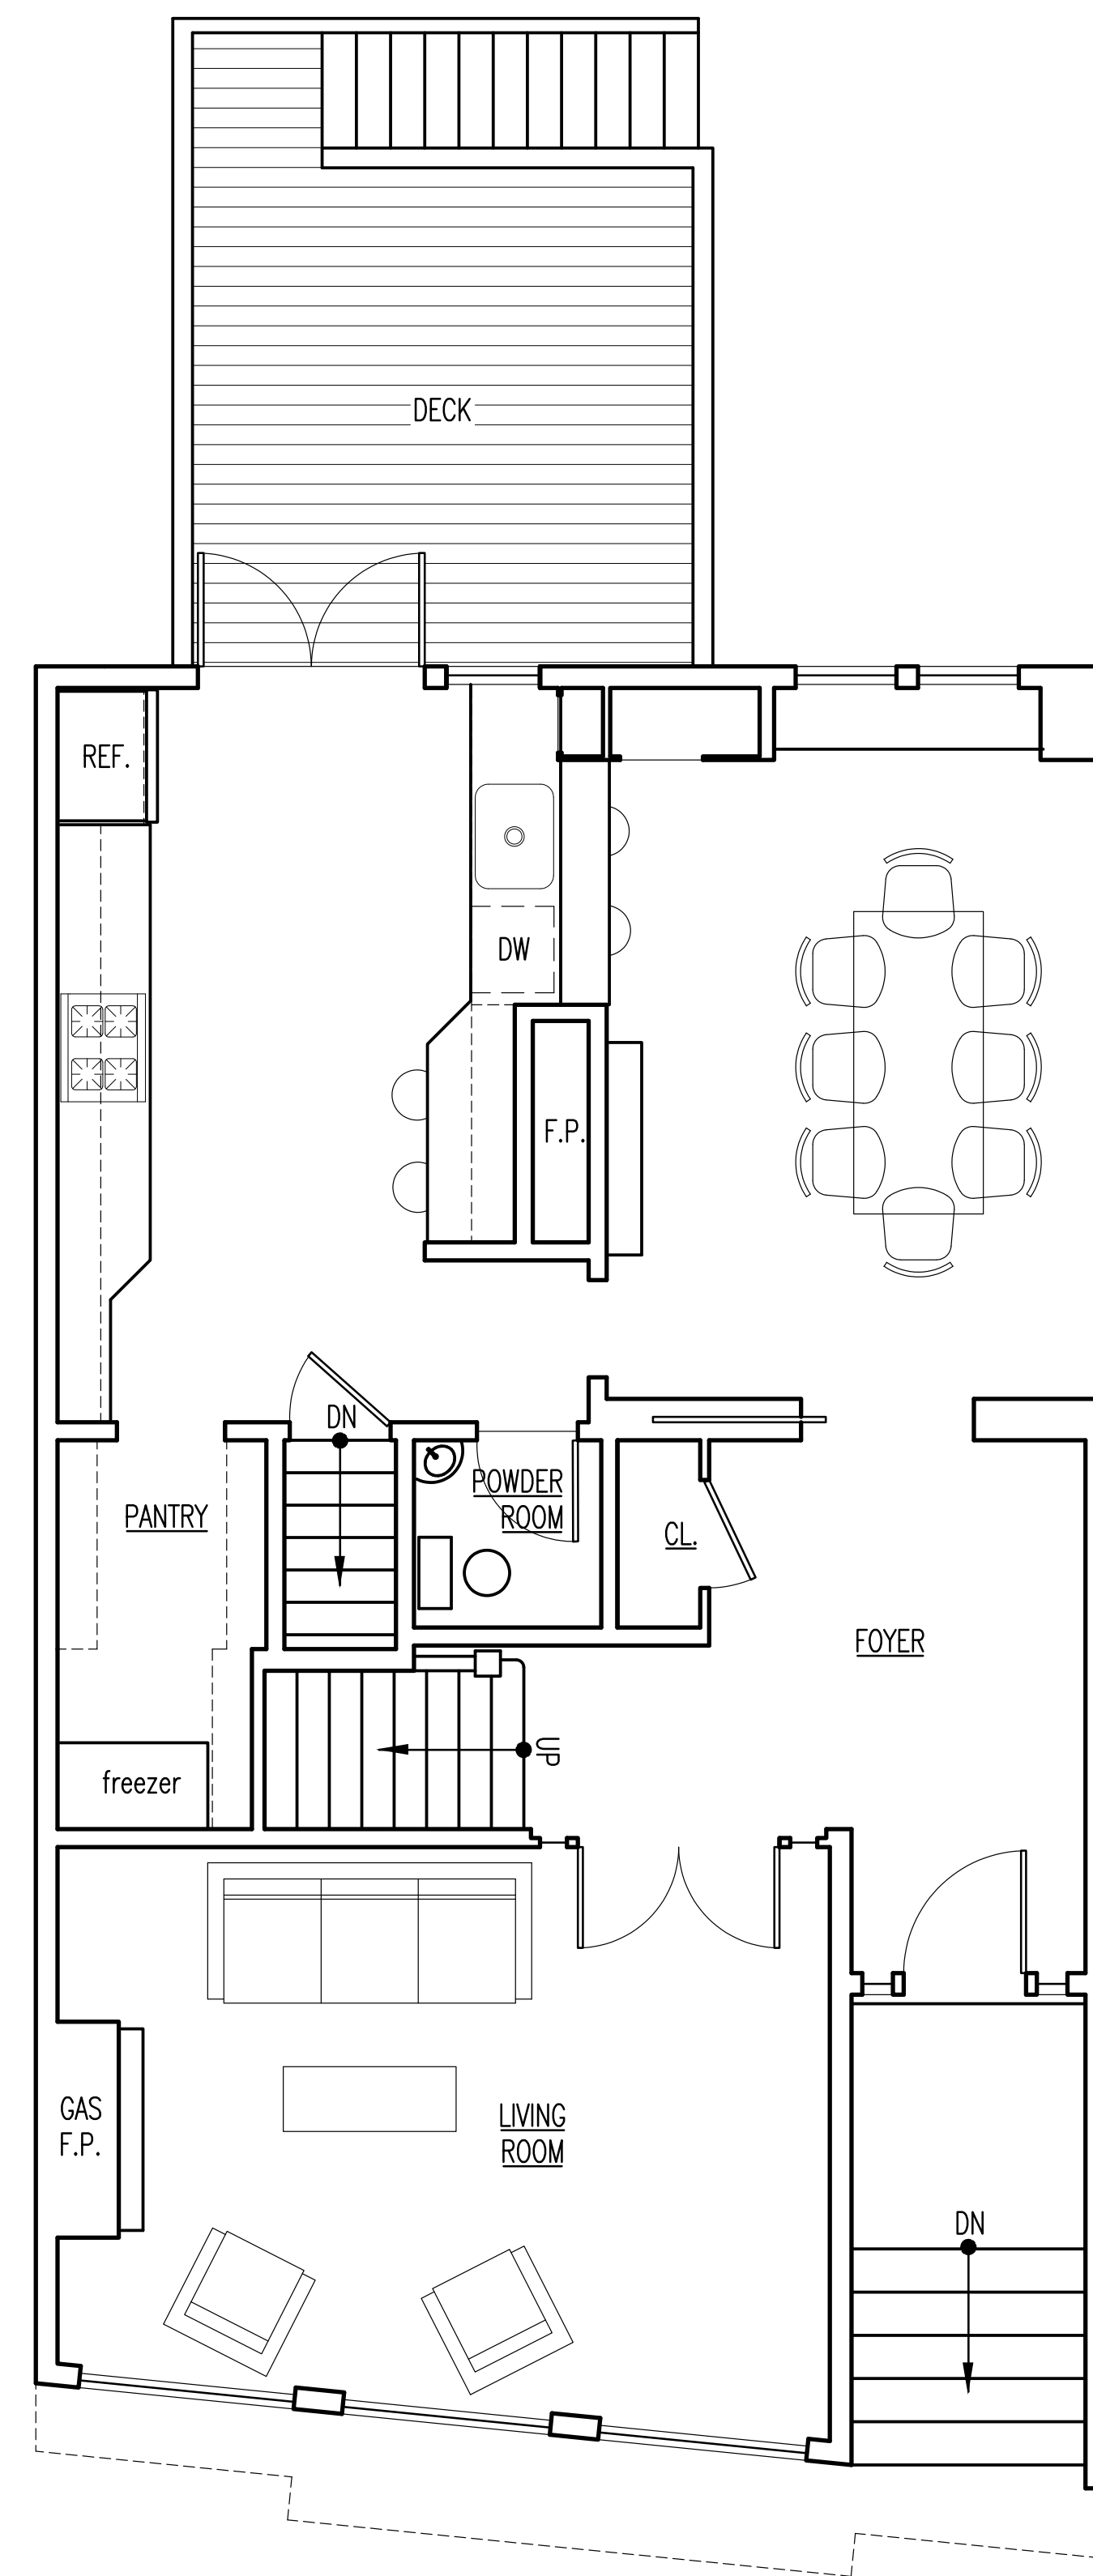 DECK
REF.
DW
F.P.
DN
POWDER
ROOM
PANTRY
CL.
FOYER
UP
freezer
GAS
F.P.
LIVING
ROOM
DN